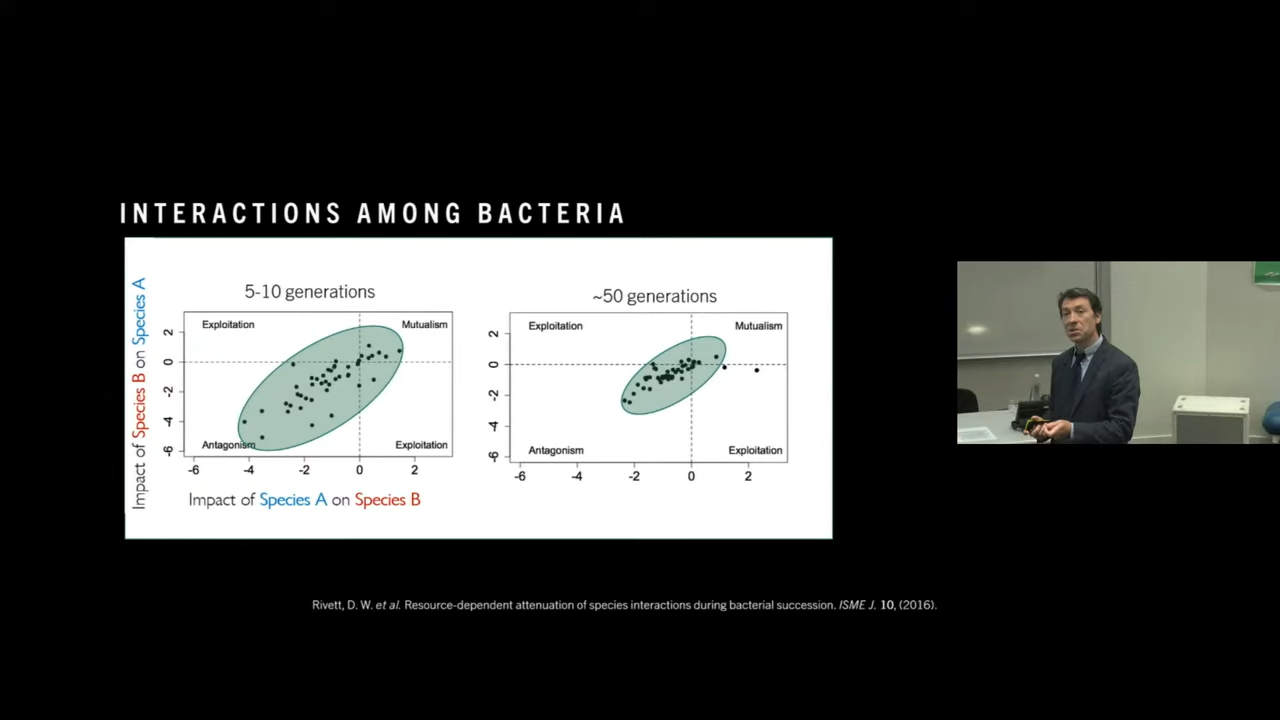 INTERACTIONS AMONG BACTERIA
5-10 generations
Impact of Species B on Species A
Exploitation
Mutualism
Antagonism
Exploitation
2
0
-2
-4
-6
-6
-4
-2
0
2
Impact of Species A on Species B
~50 generations
Exploitation
Mutualism
Antagonism
Exploitation
2
0
-2
-4
-6
-6
-4
-2
0
2
Rivett, D. W. et al. Resource-dependent attenuation of species interactions during bacterial succession. ISME J. 10, (2016).